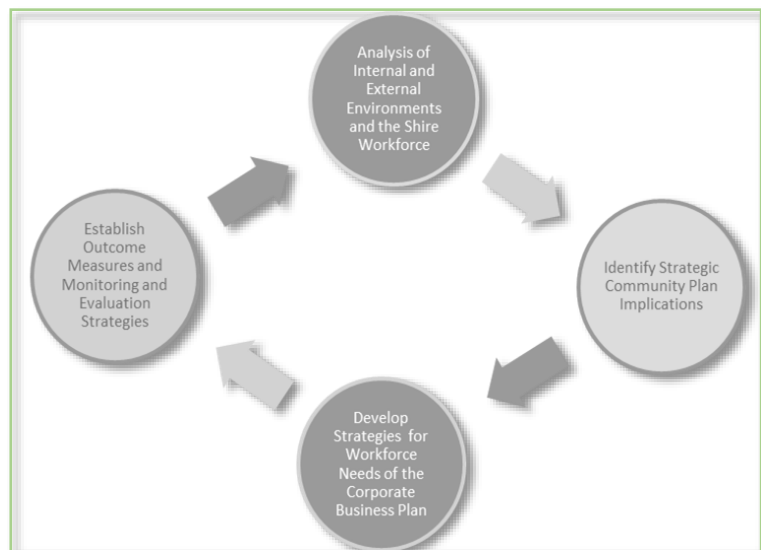 Analysis of
Internal and
External
Environments
and the Shire
Workforce
Identify Strategic
Community Plan
Implications
Develop
Strategies for
Workforce
Needs of the
Corporate
Business Plan
Establish
Outcome
Measures and
Monitoring and
Evaluation
Strategies